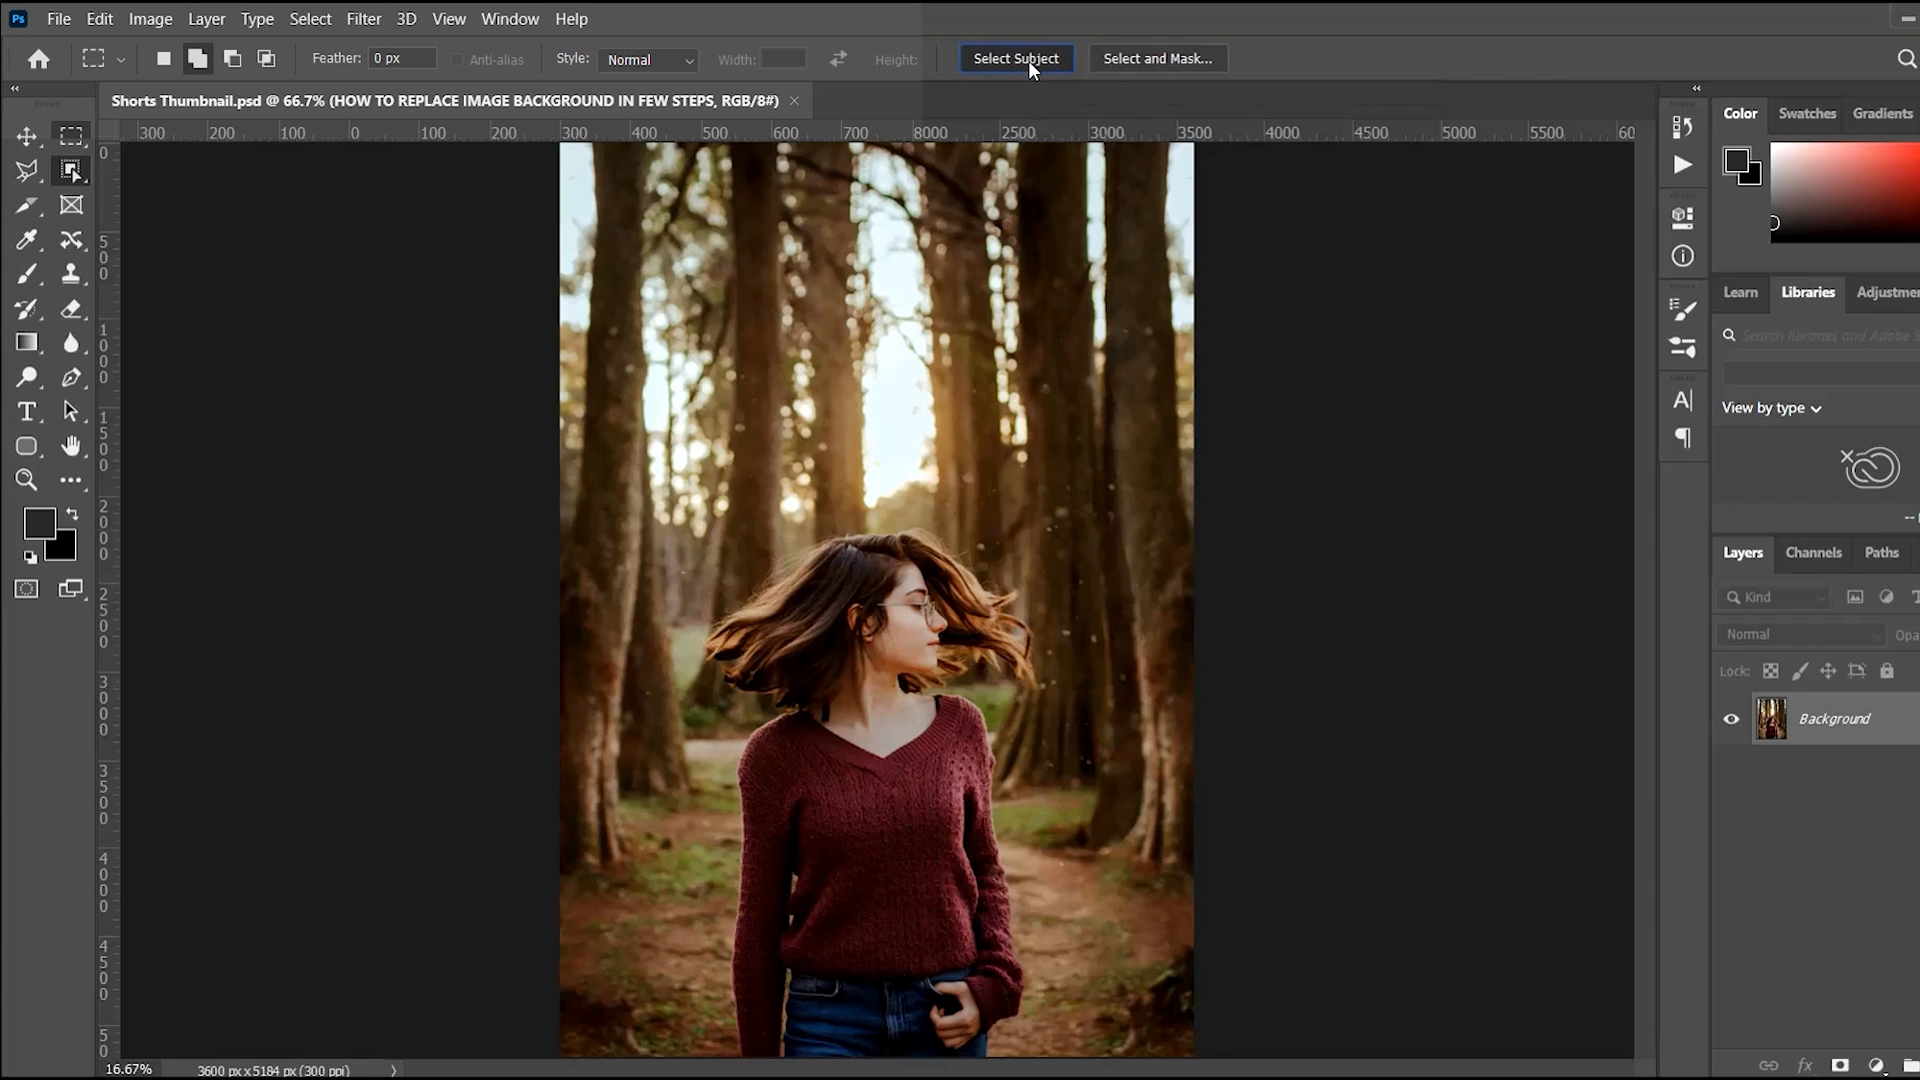 Ps File Edit Image Layer Type Select Filter 3D View Window Help
Feather: 0 px Anti-alias Style: Normal Width: Height: Select Subject Select and Mask...
Shorts Thumbnail.psd @ 66.7% (HOW TO REPLACE IMAGE BACKGROUND IN FEW STEPS, RGB/8#)
300 200 100 0 100 200 300 400 500 600 700 8000 2500 3000 3500 4000 4500 5000 5500 60
0
500
1000
1500
2000
2500
3000
3500
4000
4500
50
Color Swatches Gradients
Learn Libraries Adjustme
Search libraries and Adobe S
View by type
--
Layers Channels Paths
Kind
Normal Opa
Lock:
Background
fx
16.67% 3600 px x 5184 px (300 ppi)